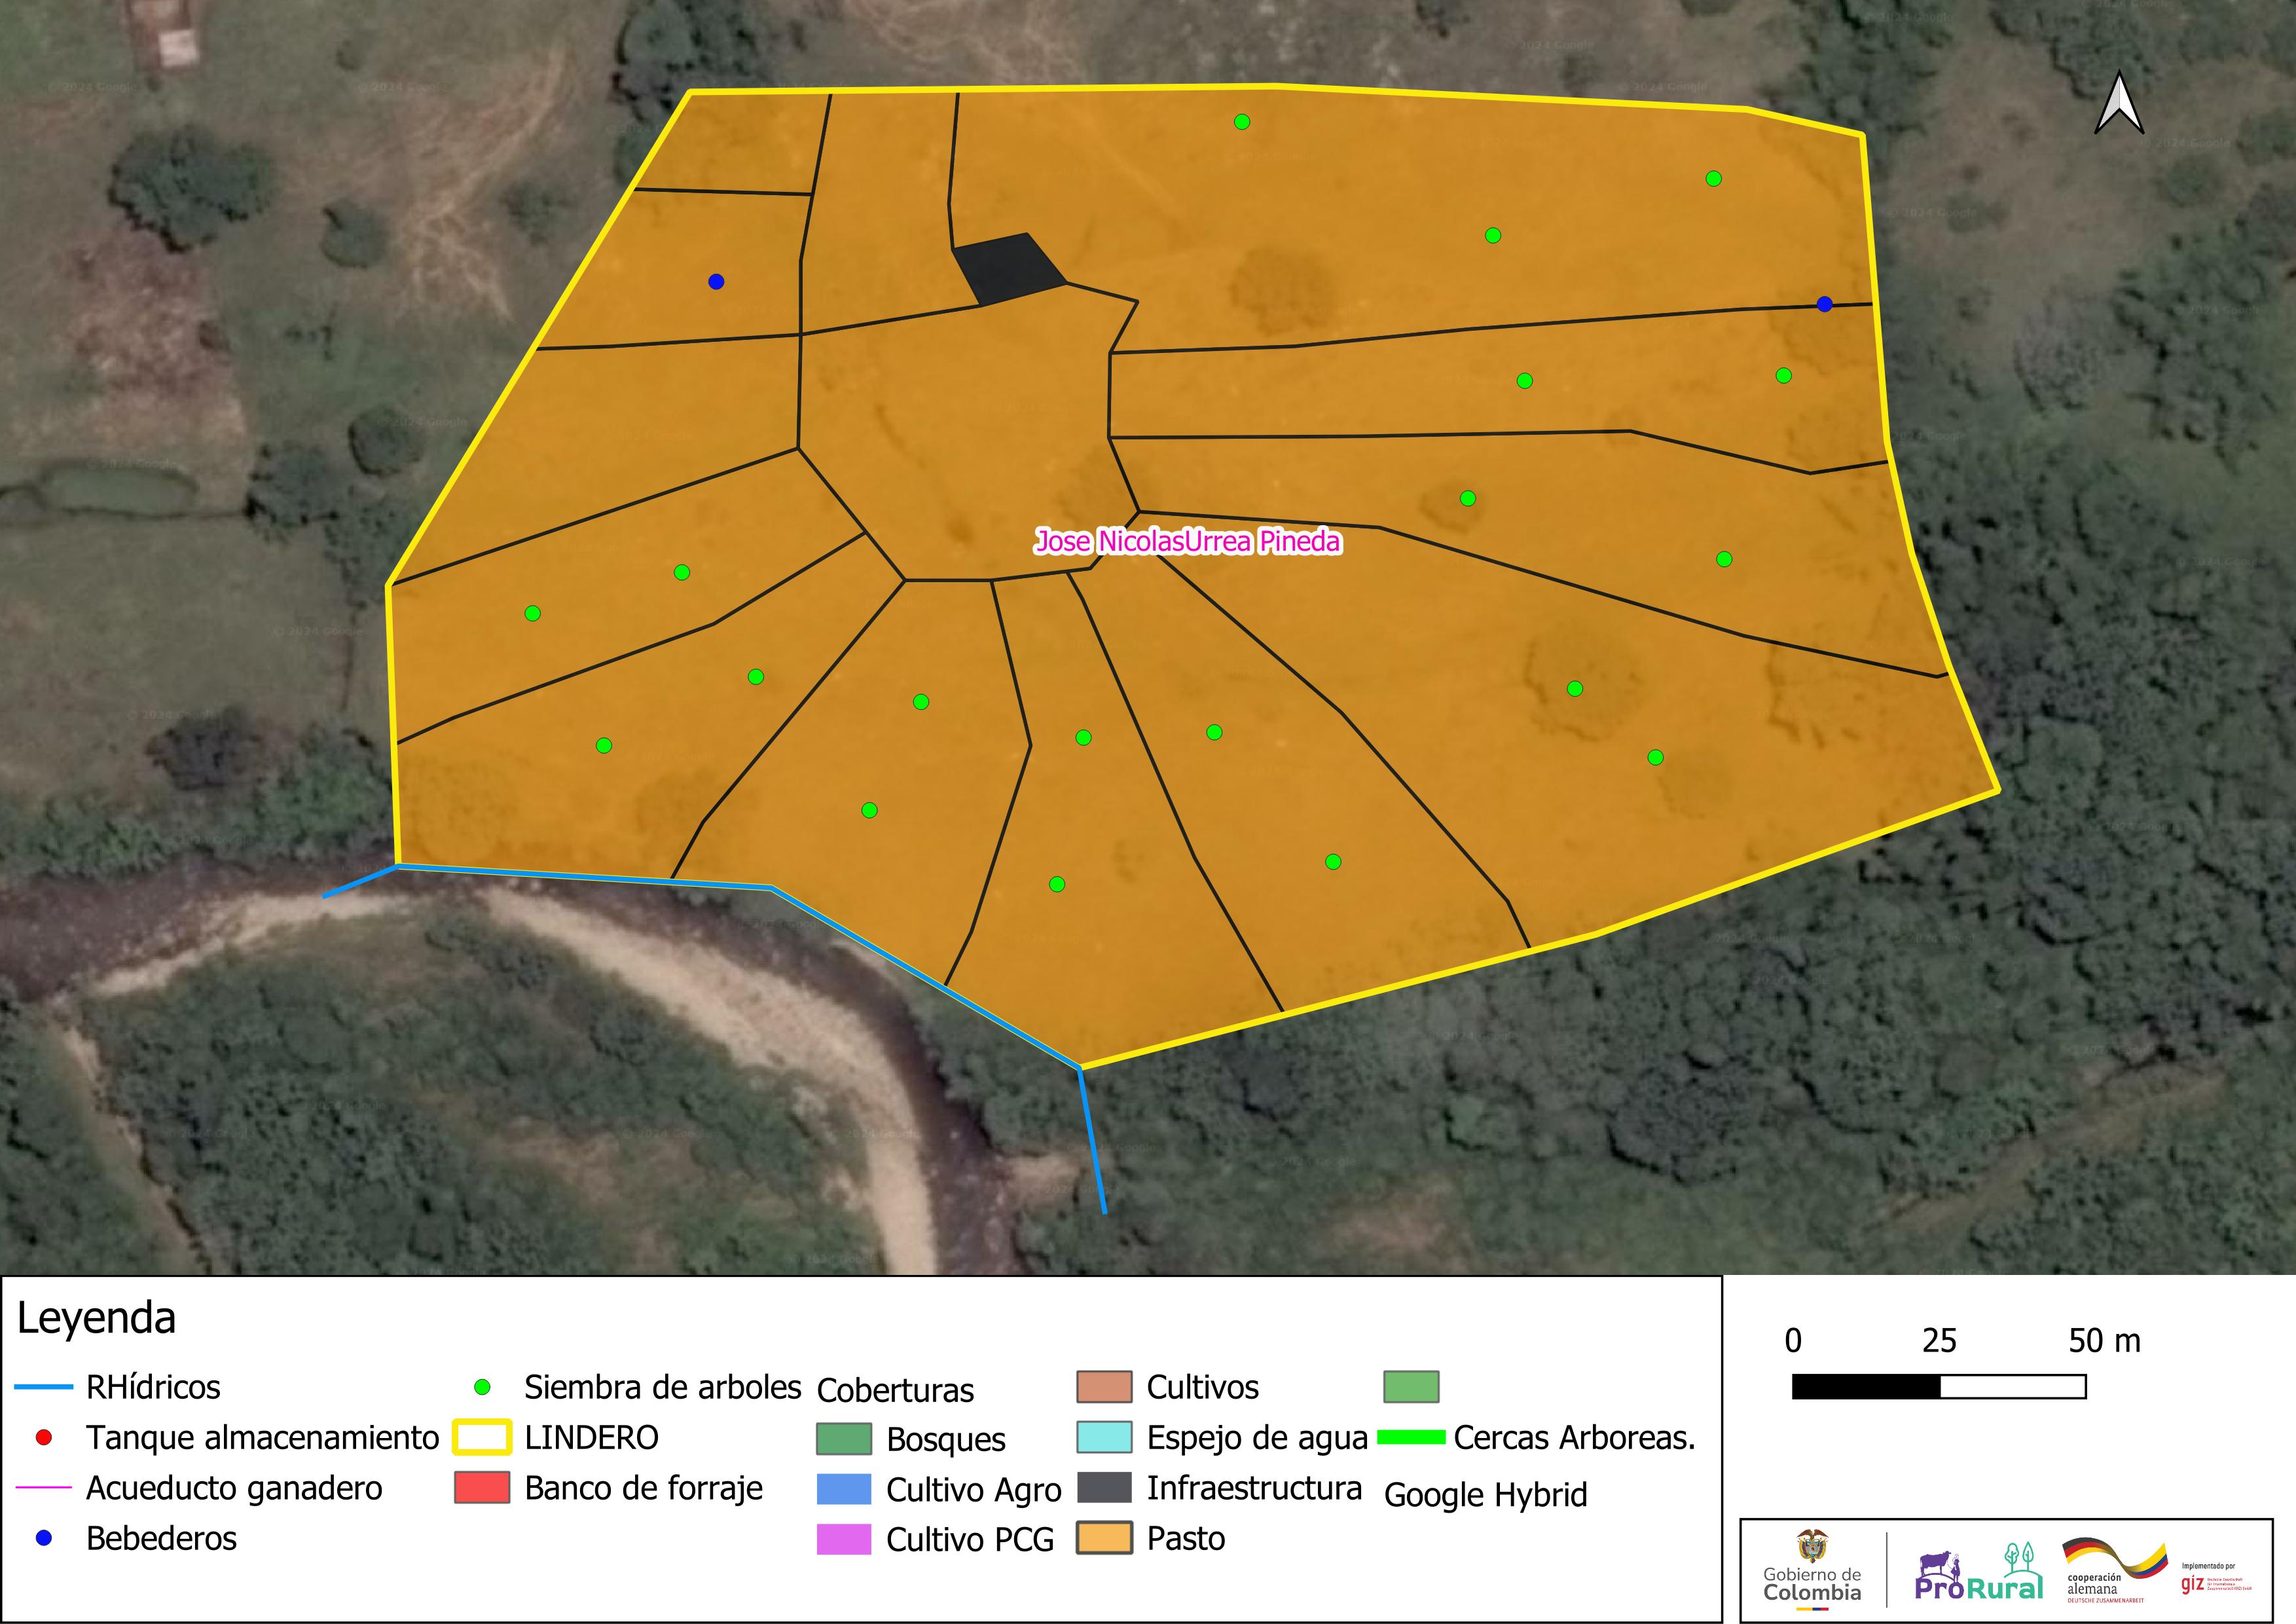 Jose NicolasUrrea Pineda
© 2024 Google
Leyenda
RHídricos
Tanque almacenamiento
Acueducto ganadero
Bebederos
Siembra de arboles
LINDERO
Banco de forraje
Coberturas
Bosques
Cultivo Agro
Cultivo PCG
Cultivos
Espejo de agua
Infraestructura
Pasto
Cercas Arboreas.
Google Hybrid
0 25 50 m
Gobierno de
Colombia
ProRural
cooperación
alemana
DEUTSCHE ZUSAMMENARBEIT
Implementado por
giz